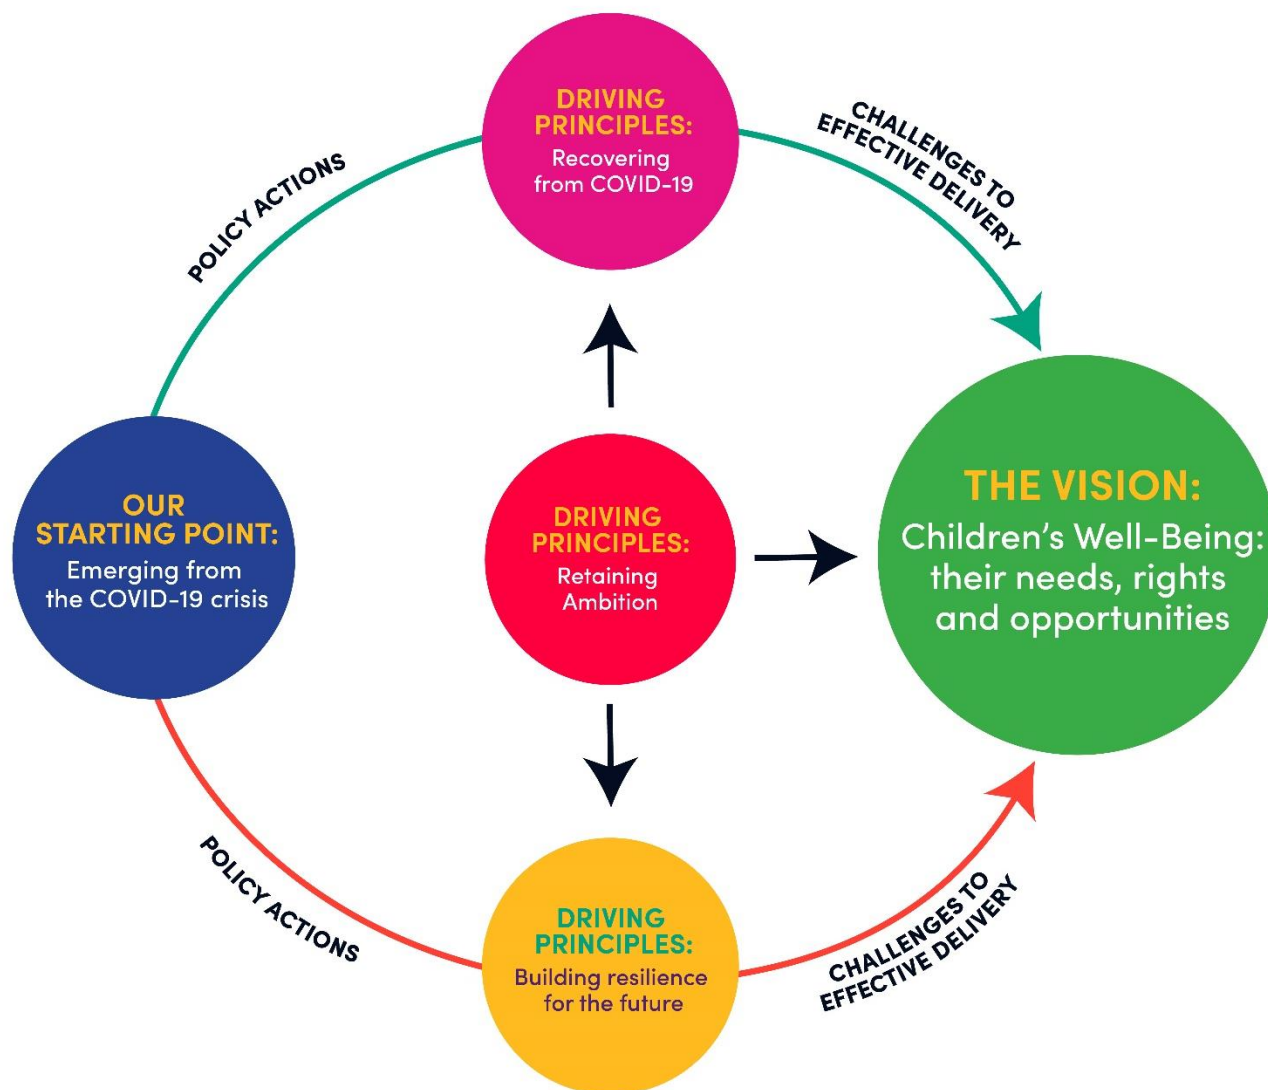 DRIVING
PRINCIPLES:
Recovering
from COVID-19
POLICY ACTIONS
CHALLENGES TO
EFFECTIVE DELIVERY
OUR
STARTING POINT:
Emerging from
the COVID-19 crisis
DRIVING
PRINCIPLES:
Retaining
Ambition
THE VISION:
Children’s Well-Being:
their needs, rights
and opportunities
POLICY ACTIONS
DRIVING
PRINCIPLES:
Building resilience
for the future
CHALLENGES TO
EFFECTIVE DELIVERY